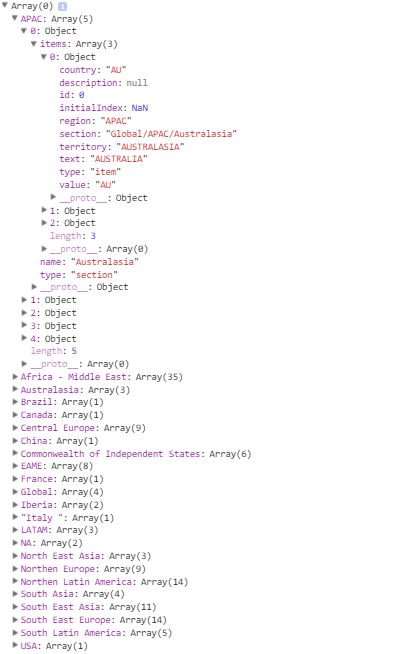 Array(0) i
APAC: Array(5)
0: Object
items: Array(3)
0: Object
country: "AU"
description: null
id: 0
initialIndex: NaN
region: "APAC"
section: "Global/APAC/Australasia"
territory: "AUSTRALASIA"
text: "AUSTRALIA"
type: "item"
value: "AU"
__proto__: Object
1: Object
2: Object
length: 3
__proto__: Array(0)
name: "Australasia"
type: "section"
__proto__: Object
1: Object
2: Object
3: Object
4: Object
length: 5
__proto__: Array(0)
Africa - Middle East: Array(35)
Australasia: Array(3)
Brazil: Array(1)
Canada: Array(1)
Central Europe: Array(9)
China: Array(1)
Commonwealth of Independent States: Array(6)
EAME: Array(8)
France: Array(1)
Global: Array(4)
Iberia: Array(2)
"Italy ": Array(1)
LATAM: Array(3)
NA: Array(2)
North East Asia: Array(3)
Northen Europe: Array(9)
Northen Latin America: Array(14)
South Asia: Array(4)
South East Asia: Array(11)
South East Europe: Array(14)
South Latin America: Array(5)
USA: Array(1)